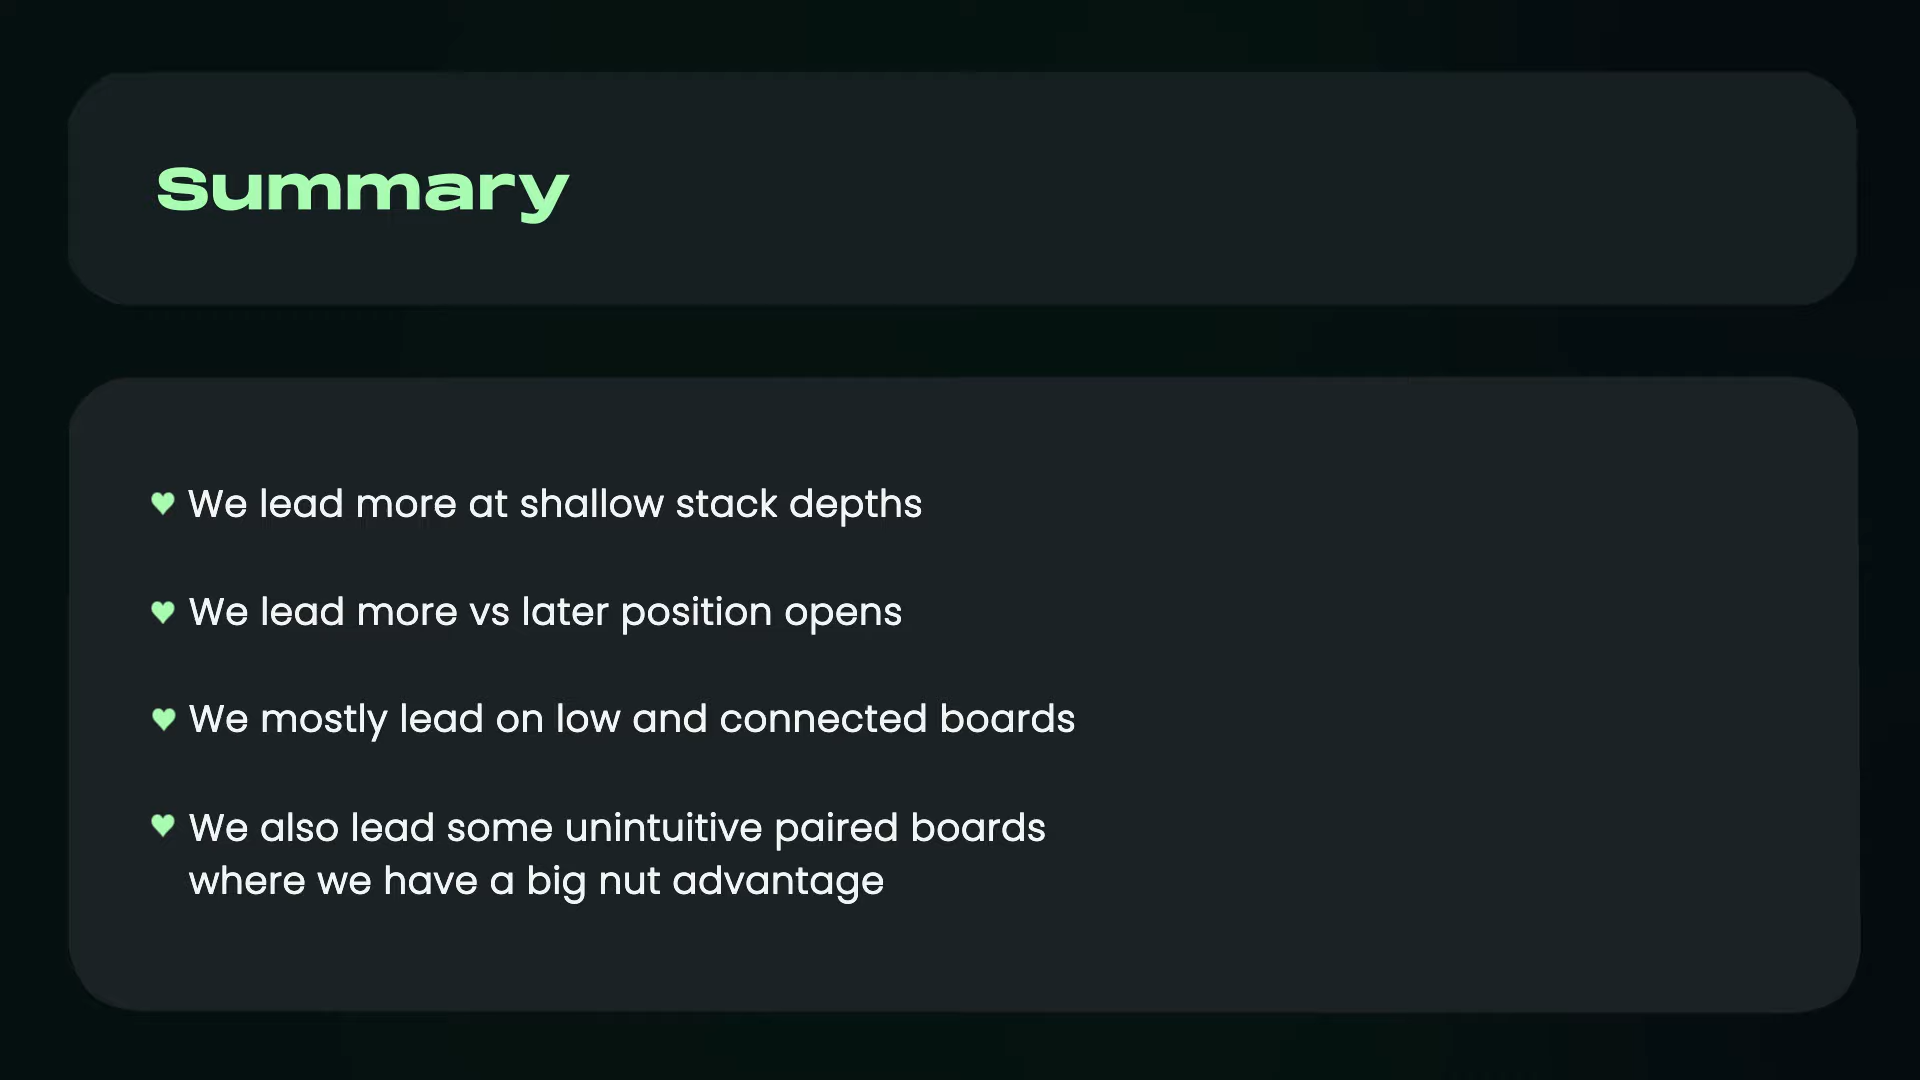 Summary
♥ We lead more at shallow stack depths
♥ We lead more vs later position opens
♥ We mostly lead on low and connected boards
♥ We also lead some unintuitive paired boards
where we have a big nut advantage